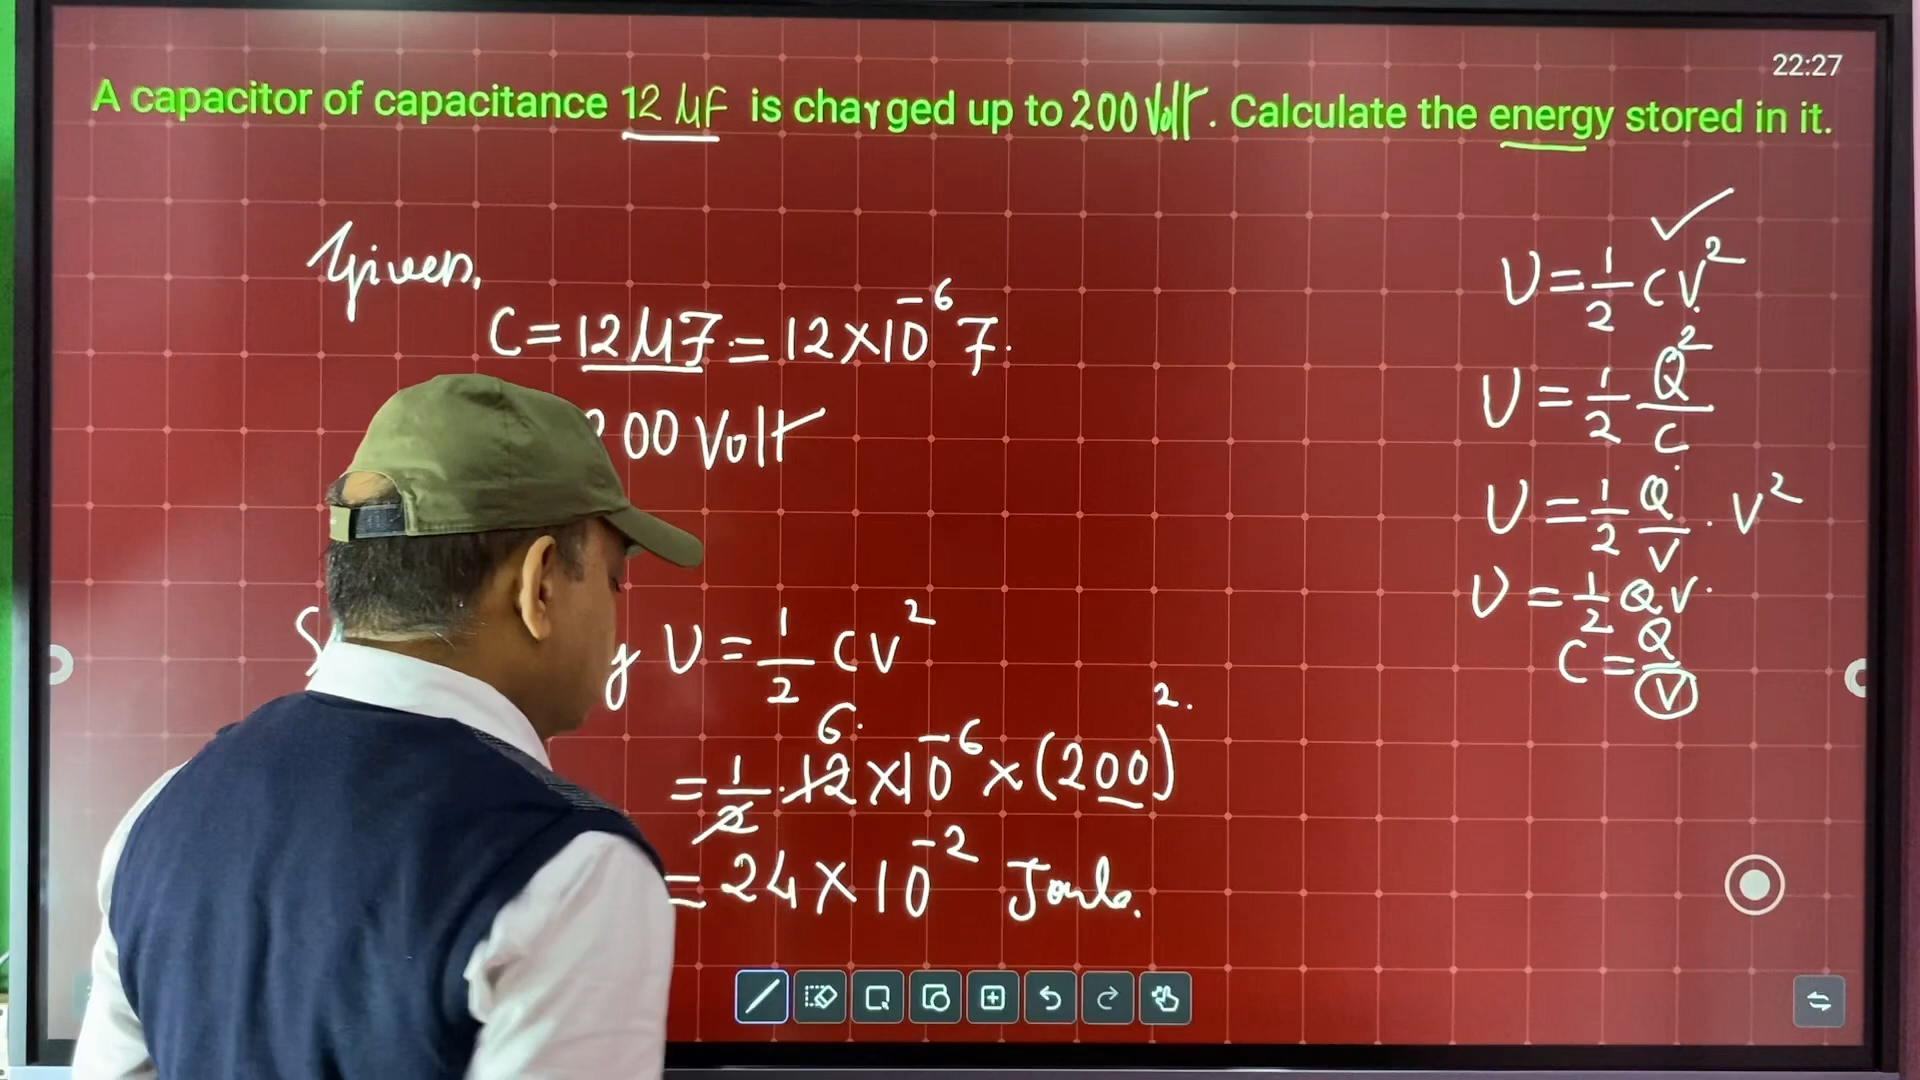 22:27
A capacitor of capacitance 12 μF is charged up to 200 Volt. Calculate the energy stored in it.
Given,
C = 12 μF = 12 × 10⁻⁶ F.
200 Volt
U = 1/2 CV²
= 1/2 · 12 6 × 10⁻⁶ × (200)².
= 24 × 10⁻² Joule.
U = 1/2 CV²
U = 1/2 Q²/C
U = 1/2 Q/V · V²
U = 1/2 QV.
C = Q/V